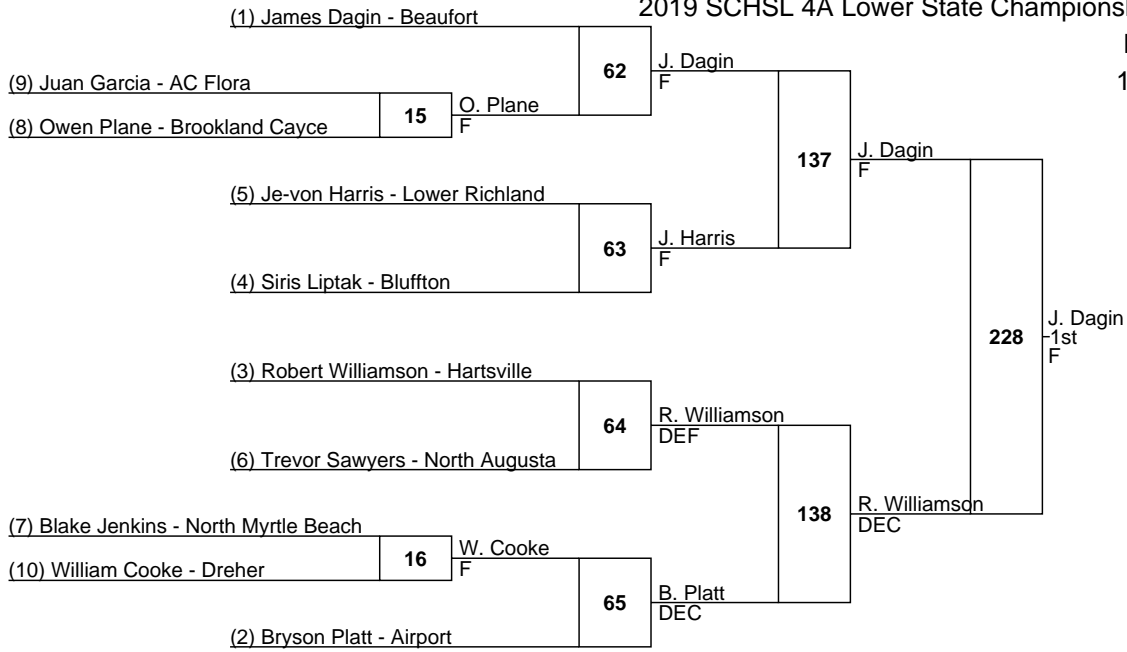 2019 SCHSL 4A Lower State Championsh
(1) James Dagin - Beaufort
62
J. Dagin
F
1
(9) Juan Garcia - AC Flora
15
O. Plane
F
(8) Owen Plane - Brookland Cayce
137
J. Dagin
F
(5) Je-von Harris - Lower Richland
63
J. Harris
F
(4) Siris Liptak - Bluffton
228
J. Dagin
1st
F
(3) Robert Williamson - Hartsville
64
R. Williamson
DEF
(6) Trevor Sawyers - North Augusta
138
R. Williamson
DEC
(7) Blake Jenkins - North Myrtle Beach
16
W. Cooke
F
(10) William Cooke - Dreher
65
B. Platt
DEC
(2) Bryson Platt - Airport